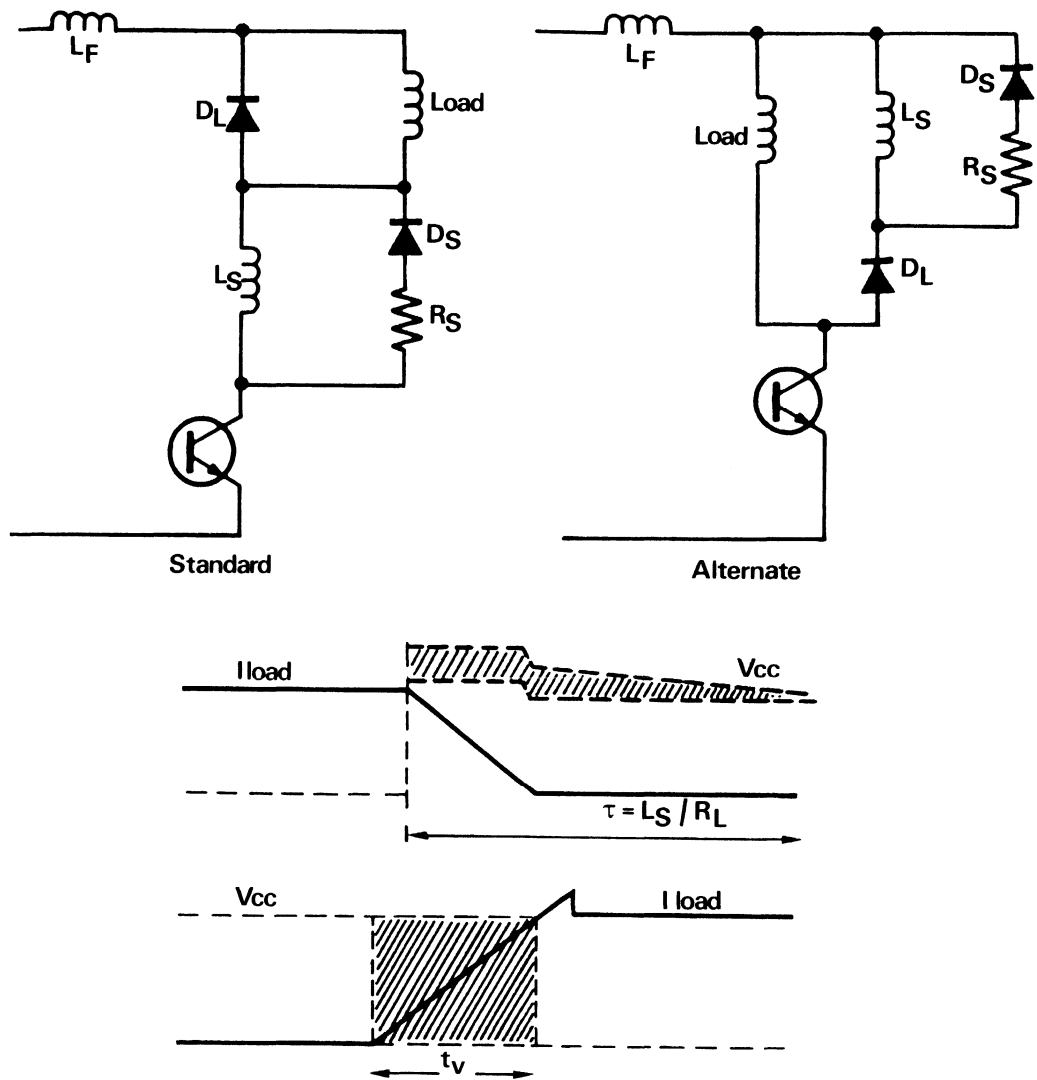 LF
DL
Load
DS
LS
RS
Standard
LF
Load
LS
DS
RS
DL
Alternate
I load
Vcc
τ = LS / RL
Vcc
I load
tv